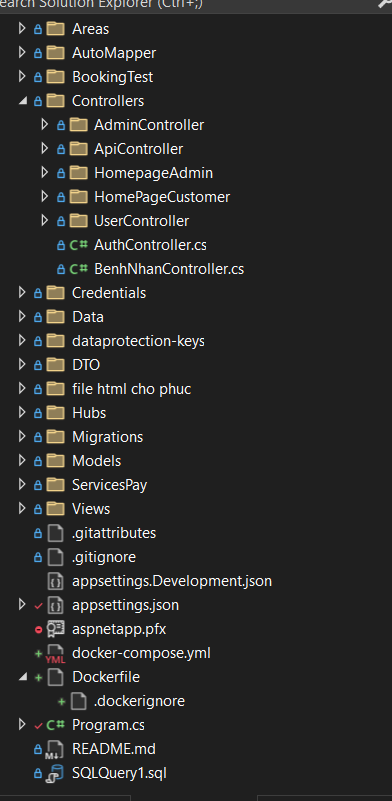 earch Solution Explorer (Ctrl+;)
Areas
AutoMapper
BookingTest
Controllers
AdminController
ApiController
HomepageAdmin
HomePageCustomer
UserController
C# AuthController.cs
C# BenhNhanController.cs
Credentials
Data
dataprotection-keys
DTO
file html cho phuc
Hubs
Migrations
Models
ServicesPay
Views
.gitattributes
.gitignore
appsettings.Development.json
appsettings.json
aspnetapp.pfx
YML docker-compose.yml
Dockerfile
.dockerignore
C# Program.cs
M↓ README.md
SQLQuery1.sql